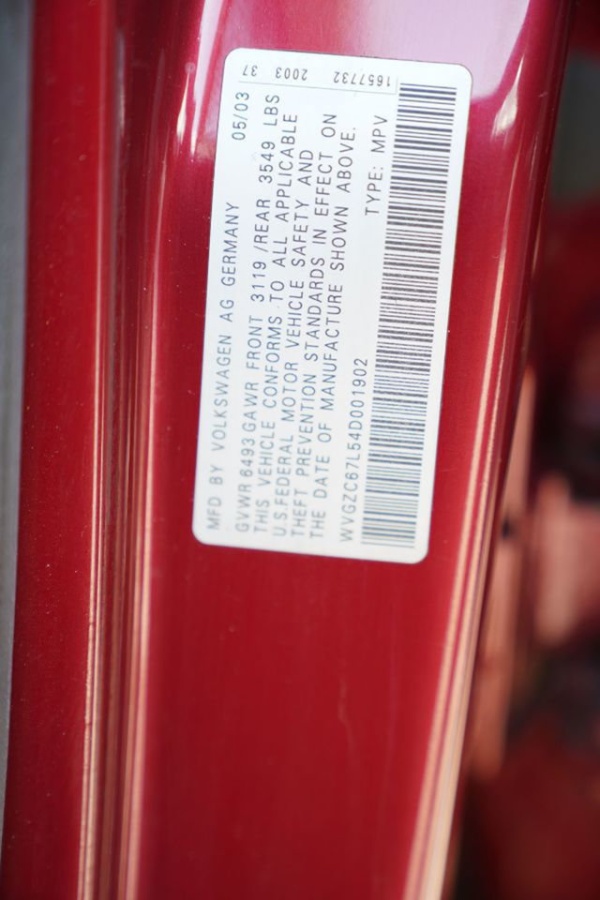 MFD BY VOLKSWAGEN AG GERMANY 05/03
GVWR 6493 GAWR FRONT 3119 /REAR 3549 LBS
THIS VEHICLE CONFORMS TO ALL APPLICABLE
U.S.FEDERAL MOTOR VEHICLE SAFETY AND
THEFT PREVENTION STANDARDS IN EFFECT ON
THE DATE OF MANUFACTURE SHOWN ABOVE.
WVGZC67L54D001902 TYPE: MPV
1657732 2003 37